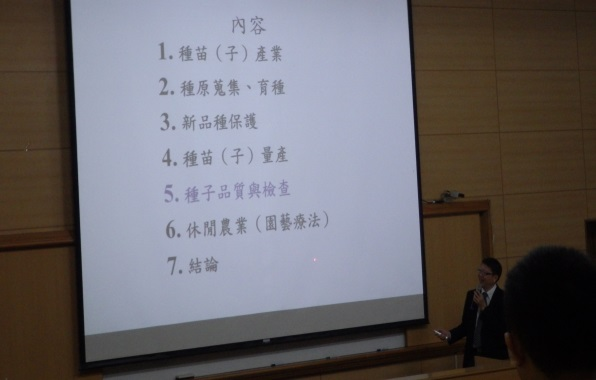 內容
1. 種苗（子）產業
2. 種原蒐集、育種
3. 新品種保護
4. 種苗（子）量產
5. 種子品質與檢查
6. 休閒農業（園藝療法）
7. 結論